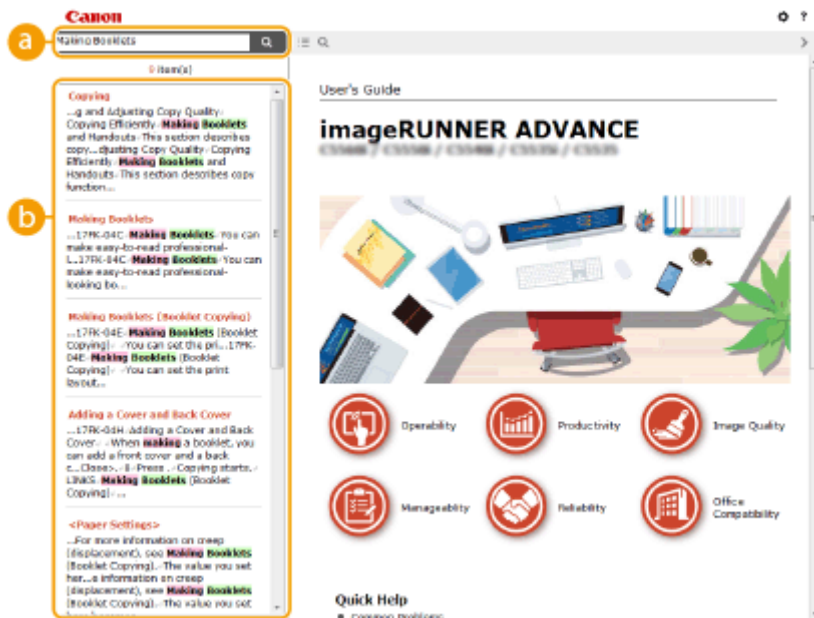 Canon
?
a
Making Booklets
9 item(s)
b
Copying
...g and Adjusting Copy Quality
Copying Efficiently Making Booklets
and Handouts This section describes
copy...djusting Copy Quality Copying
Efficiently Making Booklets and
Handouts This section describes copy
function...
Making Booklets
...17FK-04C Making Booklets You can
make easy-to-read professional-
l...17FK-04C Making Booklets You can
make easy-to-read professional-
looking bo...
Making Booklets (Booklet Copying)
...17FK-04E Making Booklets (Booklet
Copying) You can set the pri...17FK-
04E Making Booklets (Booklet
Copying) You can set the print
layout...
Adding a Cover and Back Cover
...17FK-04H Adding a Cover and Back
Cover When making a booklet, you
can add a front cover and a back
c...Close>. 8 Press . Copying starts.
LINKS Making Booklets (Booklet
Copying) ...
<Paper Settings>
...For more information on creep
(displacement), see Making Booklets
(Booklet Copying). The value you set
her...e information on creep
(displacement), see Making Booklets
(Booklet Copying). The value you set
User's Guide
imageRUNNER ADVANCE
Operability
Productivity
Image Quality
Manageablity
Reliability
Office
Compatibility
Quick Help
Common Problems